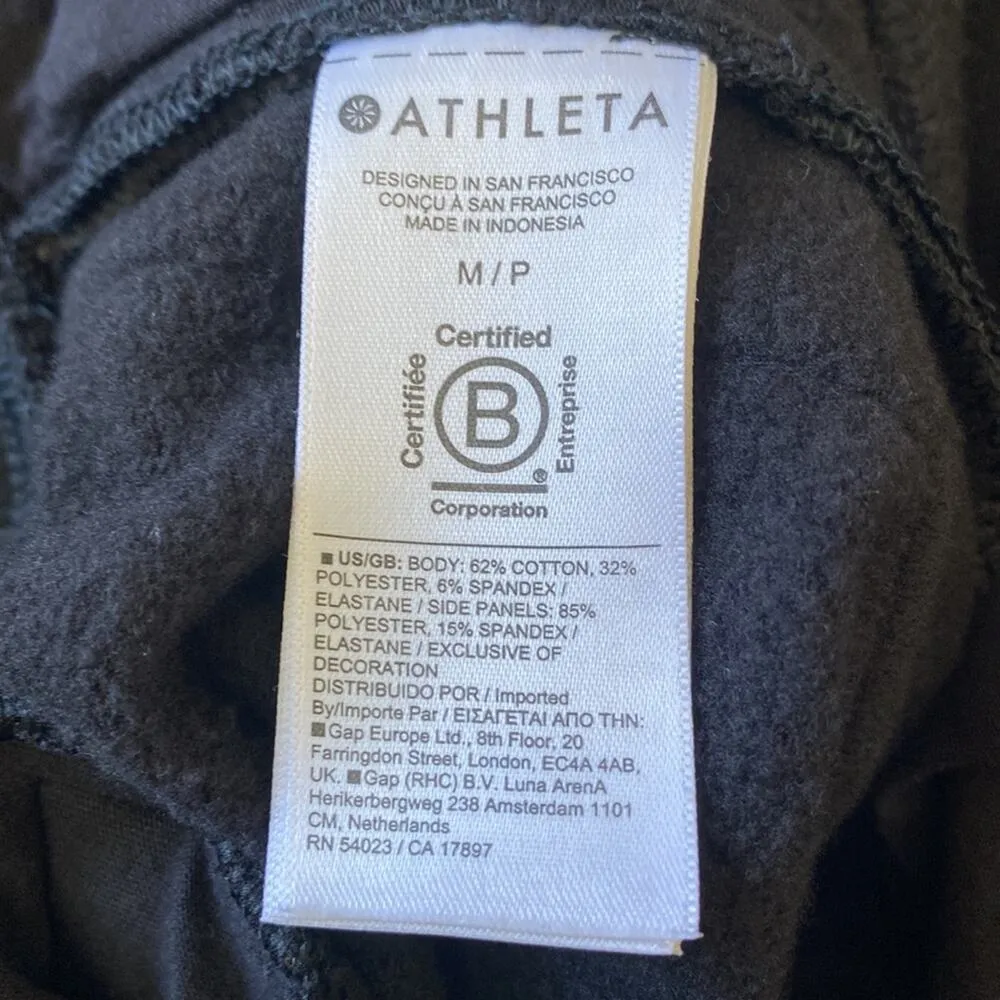 ATHLETA
DESIGNED IN SAN FRANCISCO
CONÇU À SAN FRANCISCO
MADE IN INDONESIA
M / P
Certified
Certifiée
B
®
Entreprise
Corporation
US/GB: BODY: 62% COTTON, 32%
POLYESTER, 6% SPANDEX /
ELASTANE / SIDE PANELS: 85%
POLYESTER, 15% SPANDEX /
ELASTANE / EXCLUSIVE OF
DECORATION
DISTRIBUIDO POR / Imported
By/Importe Par / ΕΙΣΑΓΕΤΑΙ ΑΠΟ ΤΗΝ:
Gap Europe Ltd., 8th Floor, 20
Farringdon Street, London, EC4A 4AB,
UK. Gap (RHC) B.V. Luna ArenA
Herikerbergweg 238 Amsterdam 1101
CM, Netherlands
RN 54023 / CA 17897